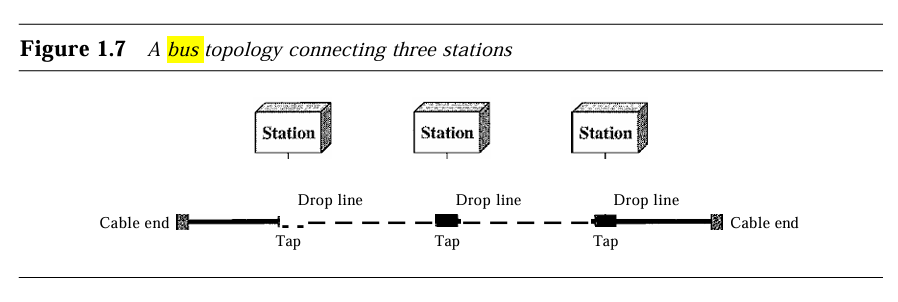 Figure 1.7 A bus topology connecting three stations
Station Station Station
Drop line Drop line Drop line
Cable end Cable end
Tap Tap Tap